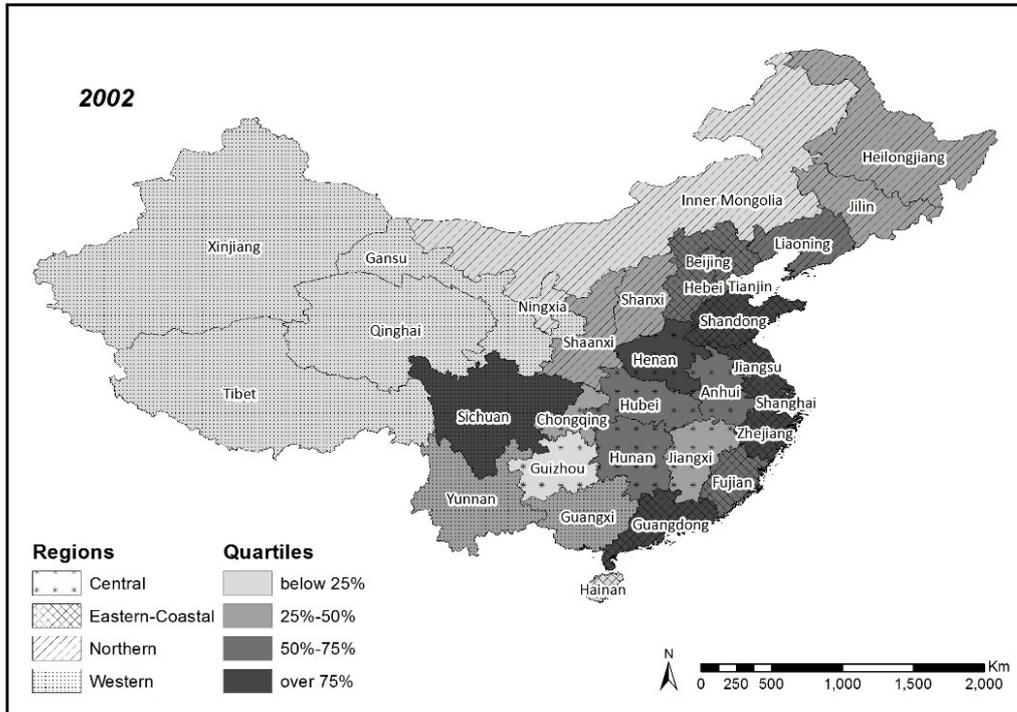 2002
Heilongjiang
Inner Mongolia
Jilin
Xinjiang
Gansu
Liaoning
Beijing
Hebei
Tianjin
Ningxia
Shanxi
Qinghai
Shandong
Shaanxi
Henan
Jiangsu
Tibet
Anhui
Hubei
Shanghai
Sichuan
Chongqing
Zhejiang
Hunan
Jiangxi
Guizhou
Fujian
Yunnan
Guangxi
Guangdong
Hainan
Regions
Central
Eastern-Coastal
Northern
Western
Quartiles
below 25%
25%-50%
50%-75%
over 75%
N
Km
0 250 500 1,000 1,500 2,000